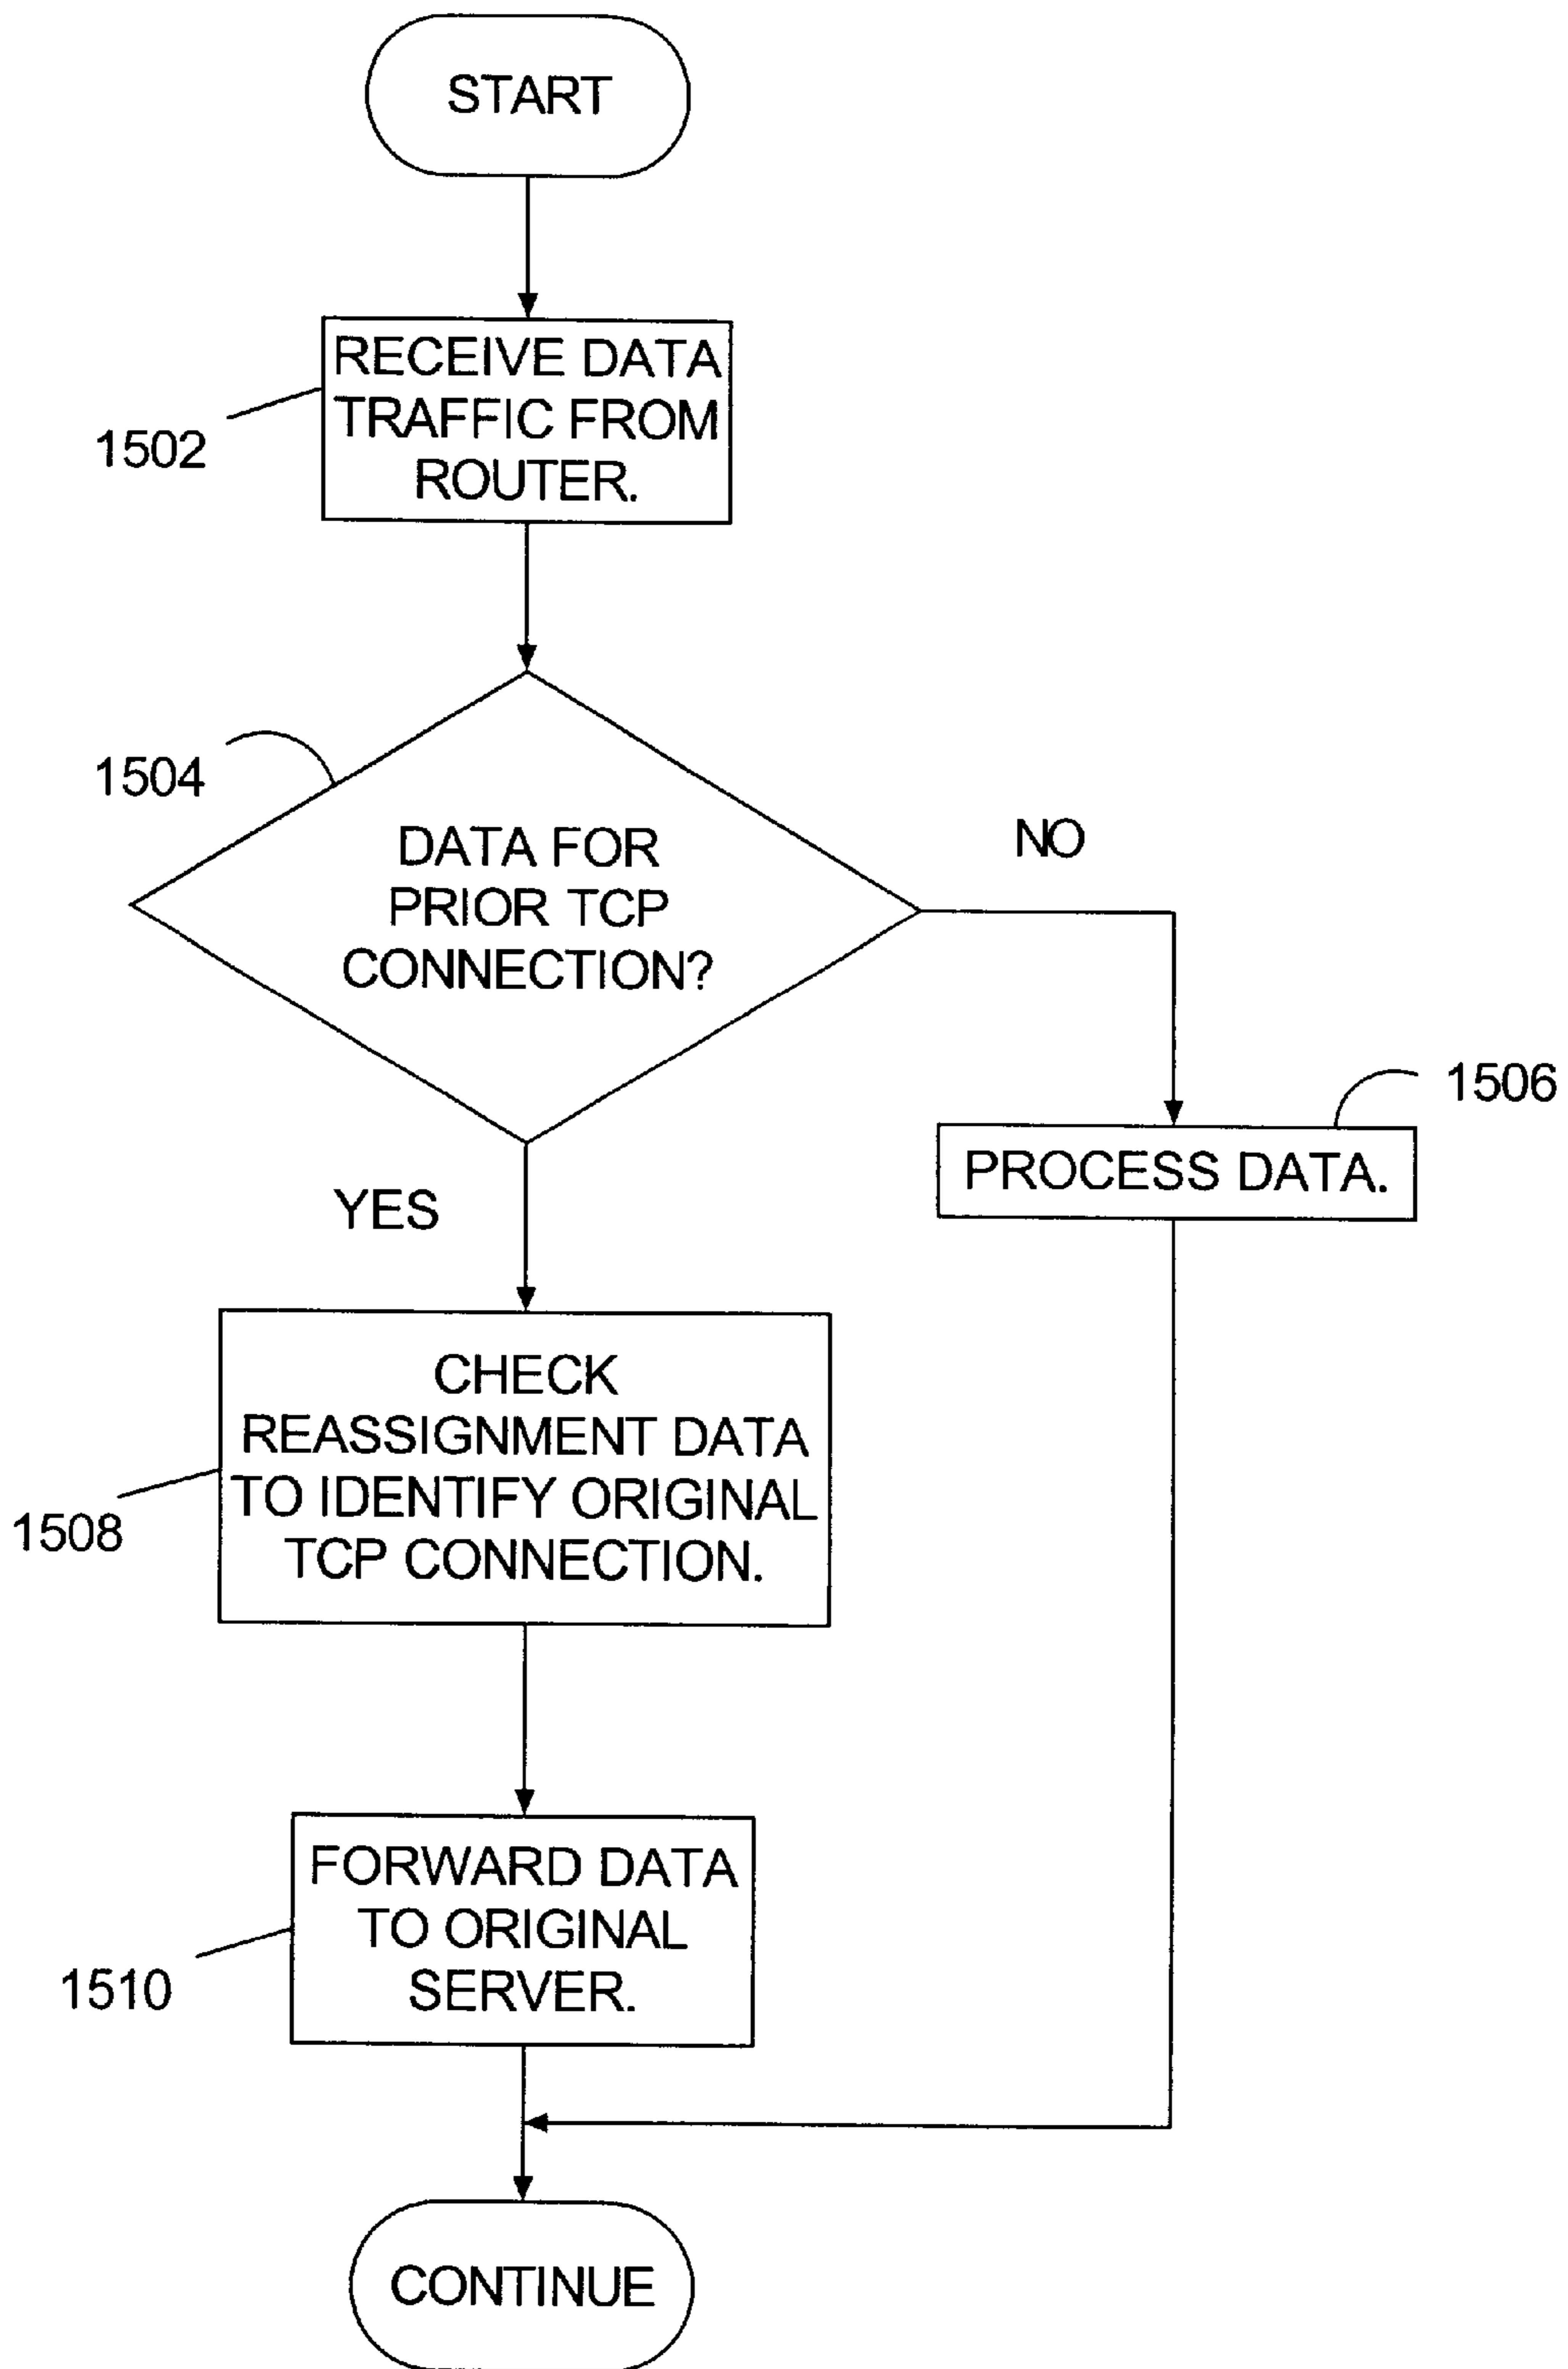 START
RECEIVE DATA
TRAFFIC FROM
ROUTER.
1502
1504
DATA FOR
PRIOR TCP
CONNECTION?
NO
1506
PROCESS DATA.
YES
CHECK
REASSIGNMENT DATA
TO IDENTIFY ORIGINAL
TCP CONNECTION.
1508
FORWARD DATA
TO ORIGINAL
SERVER.
1510
CONTINUE